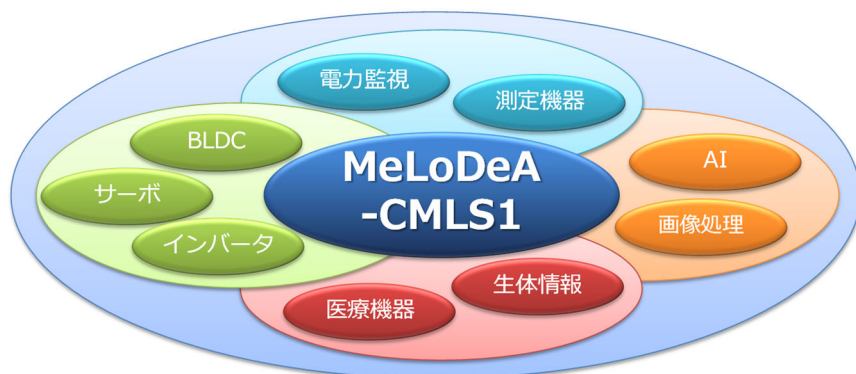 電力監視
測定機器
BLDC
サーボ
インバータ
MeLoDeA
-CMLS1
AI
画像処理
生体情報
医療機器